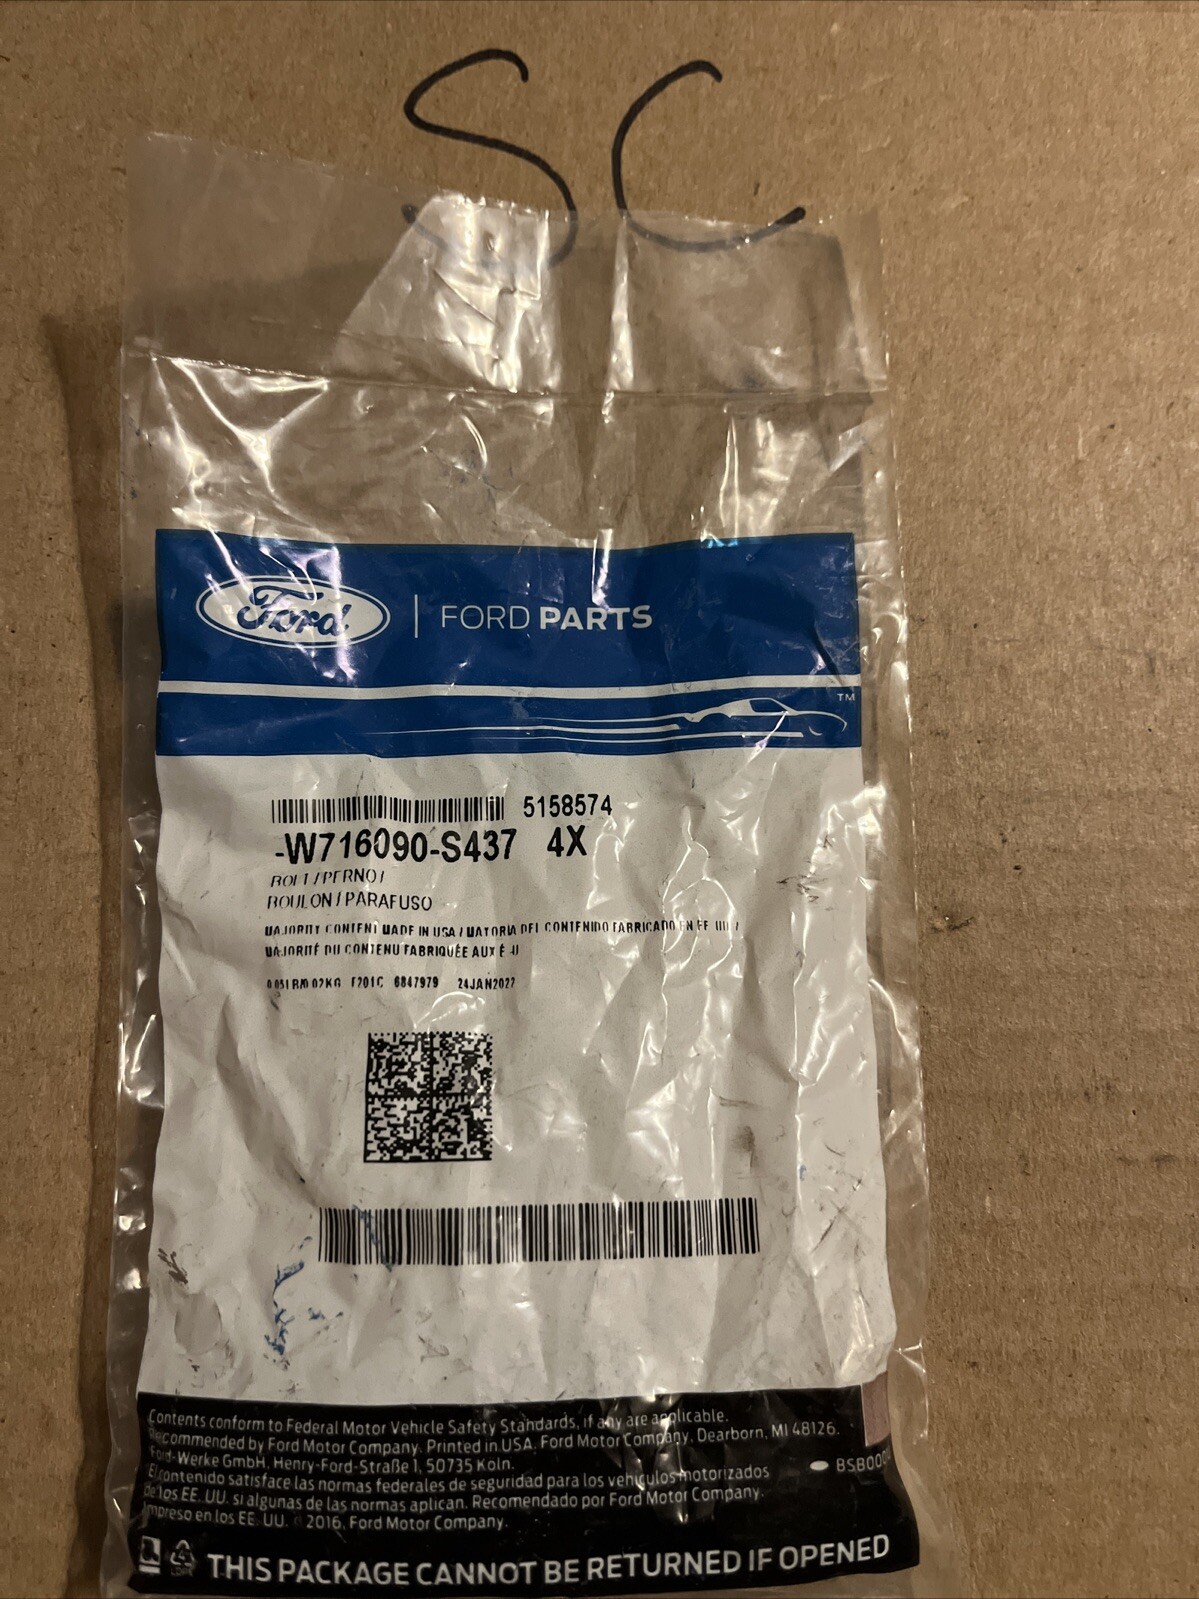 SC
Ford | FORD PARTS
TM
5158574
-W716090-S437 4X
BOLT/PERNO/
BOULON/PARAFUSO
MAJORITY CONTENT MADE IN USA / MAYORIA DEL CONTENIDO FABRICADO EN EE UU /
MAJORITÉ DU CONTENU FABRIQUÉE AUX É-U
6847979 24JAN2022
Contents conform to Federal Motor Vehicle Safety Standards, if any are applicable.
Recommended by Ford Motor Company. Printed in USA. Ford Motor Company, Dearborn, MI 48126.
Ford-Werke GmbH, Henry-Ford-Straße 1, 50735 Koln.
El contenido satisface las normas federales de seguridad para los vehiculos motorizados
de los EE. UU. si algunas de las normas aplican. Recomendado por Ford Motor Company.
Impreso en los EE. UU. © 2016, Ford Motor Company.
THIS PACKAGE CANNOT BE RETURNED IF OPENED